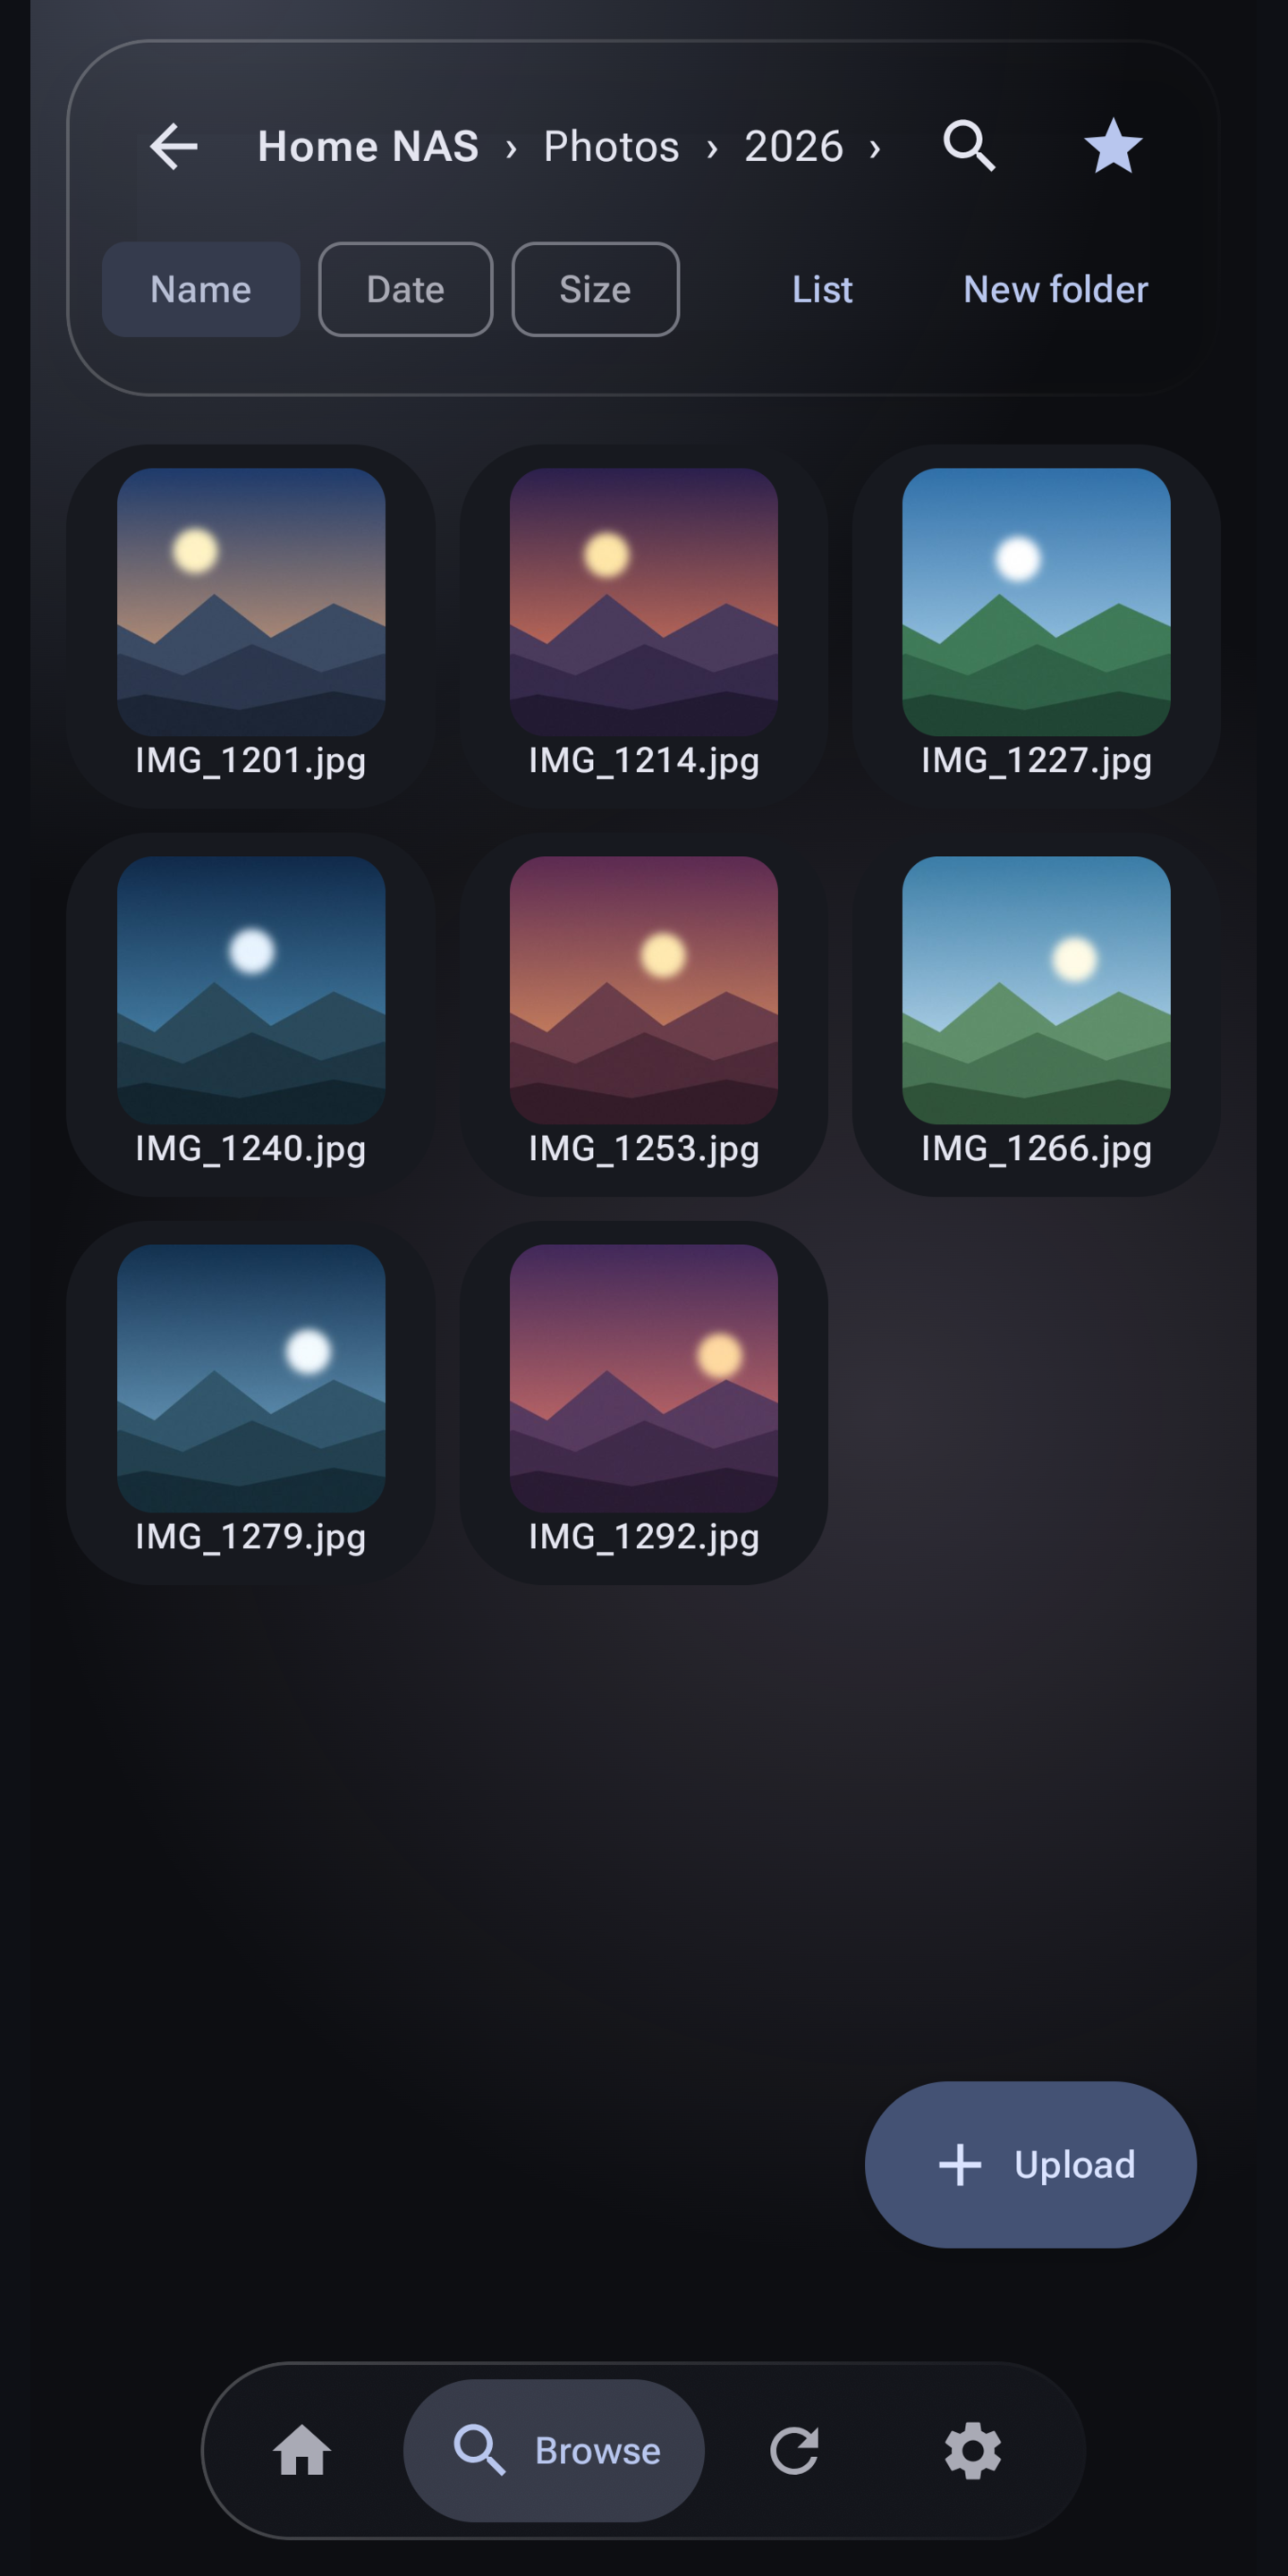 Home NAS › Photos › 2026 ›
Name Date Size List New folder
IMG_1201.jpg IMG_1214.jpg IMG_1227.jpg
IMG_1240.jpg IMG_1253.jpg IMG_1266.jpg
IMG_1279.jpg IMG_1292.jpg
Upload
Browse